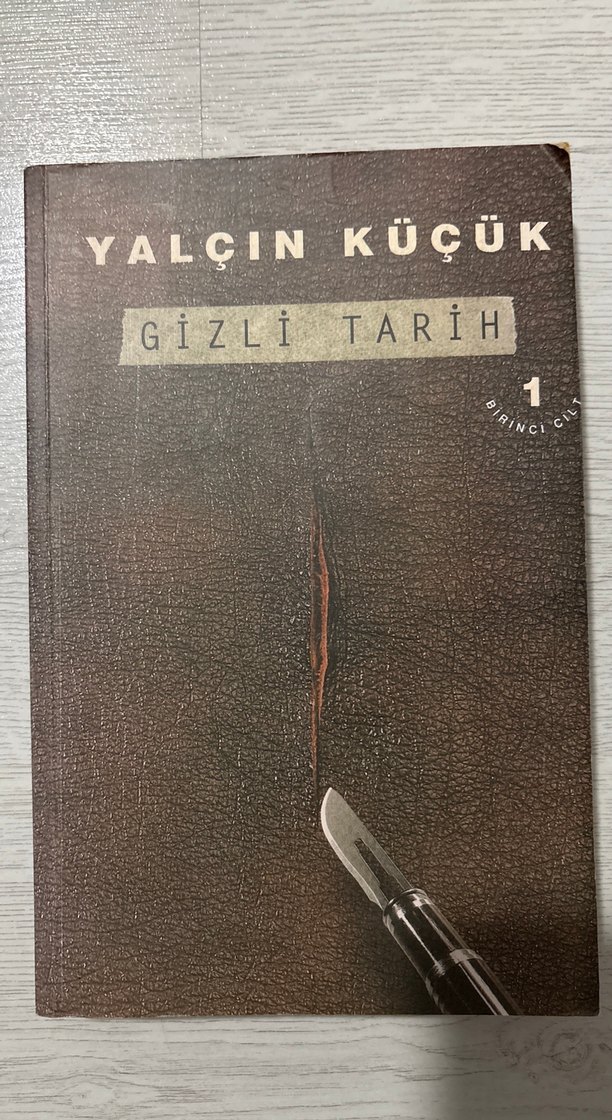 YALÇIN KÜÇÜK
GİZLİ TARİH
1
BİRİNCİ CİLT